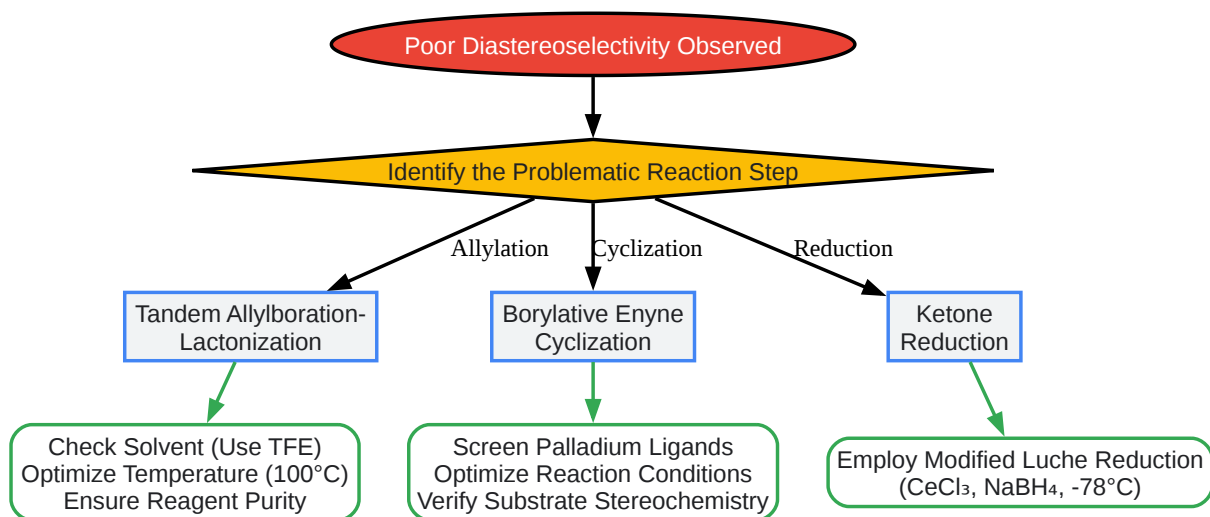 Poor Diastereoselectivity Observed
Identify the Problematic Reaction Step
Allylation
Cyclization
Reduction
Tandem Allylboration-
Lactonization
Borylative Enyne
Cyclization
Ketone
Reduction
Check Solvent (Use TFE)
Optimize Temperature (100°C)
Ensure Reagent Purity
Screen Palladium Ligands
Optimize Reaction Conditions
Verify Substrate Stereochemistry
Employ Modified Luche Reduction
(CeCl₃, NaBH₄, -78°C)